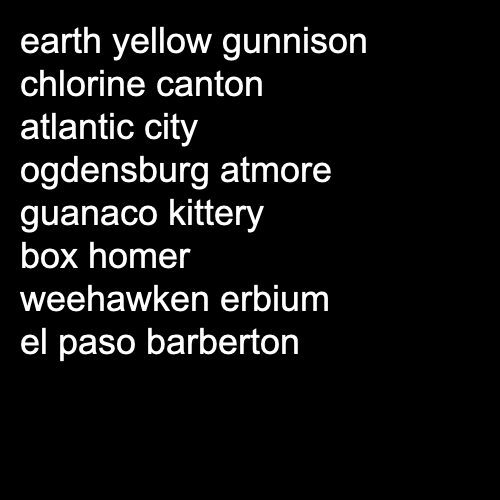 earth yellow gunnison
chlorine canton
atlantic city
ogdensburg atmore
guanaco kittery
box homer
weehawken erbium
el paso barberton